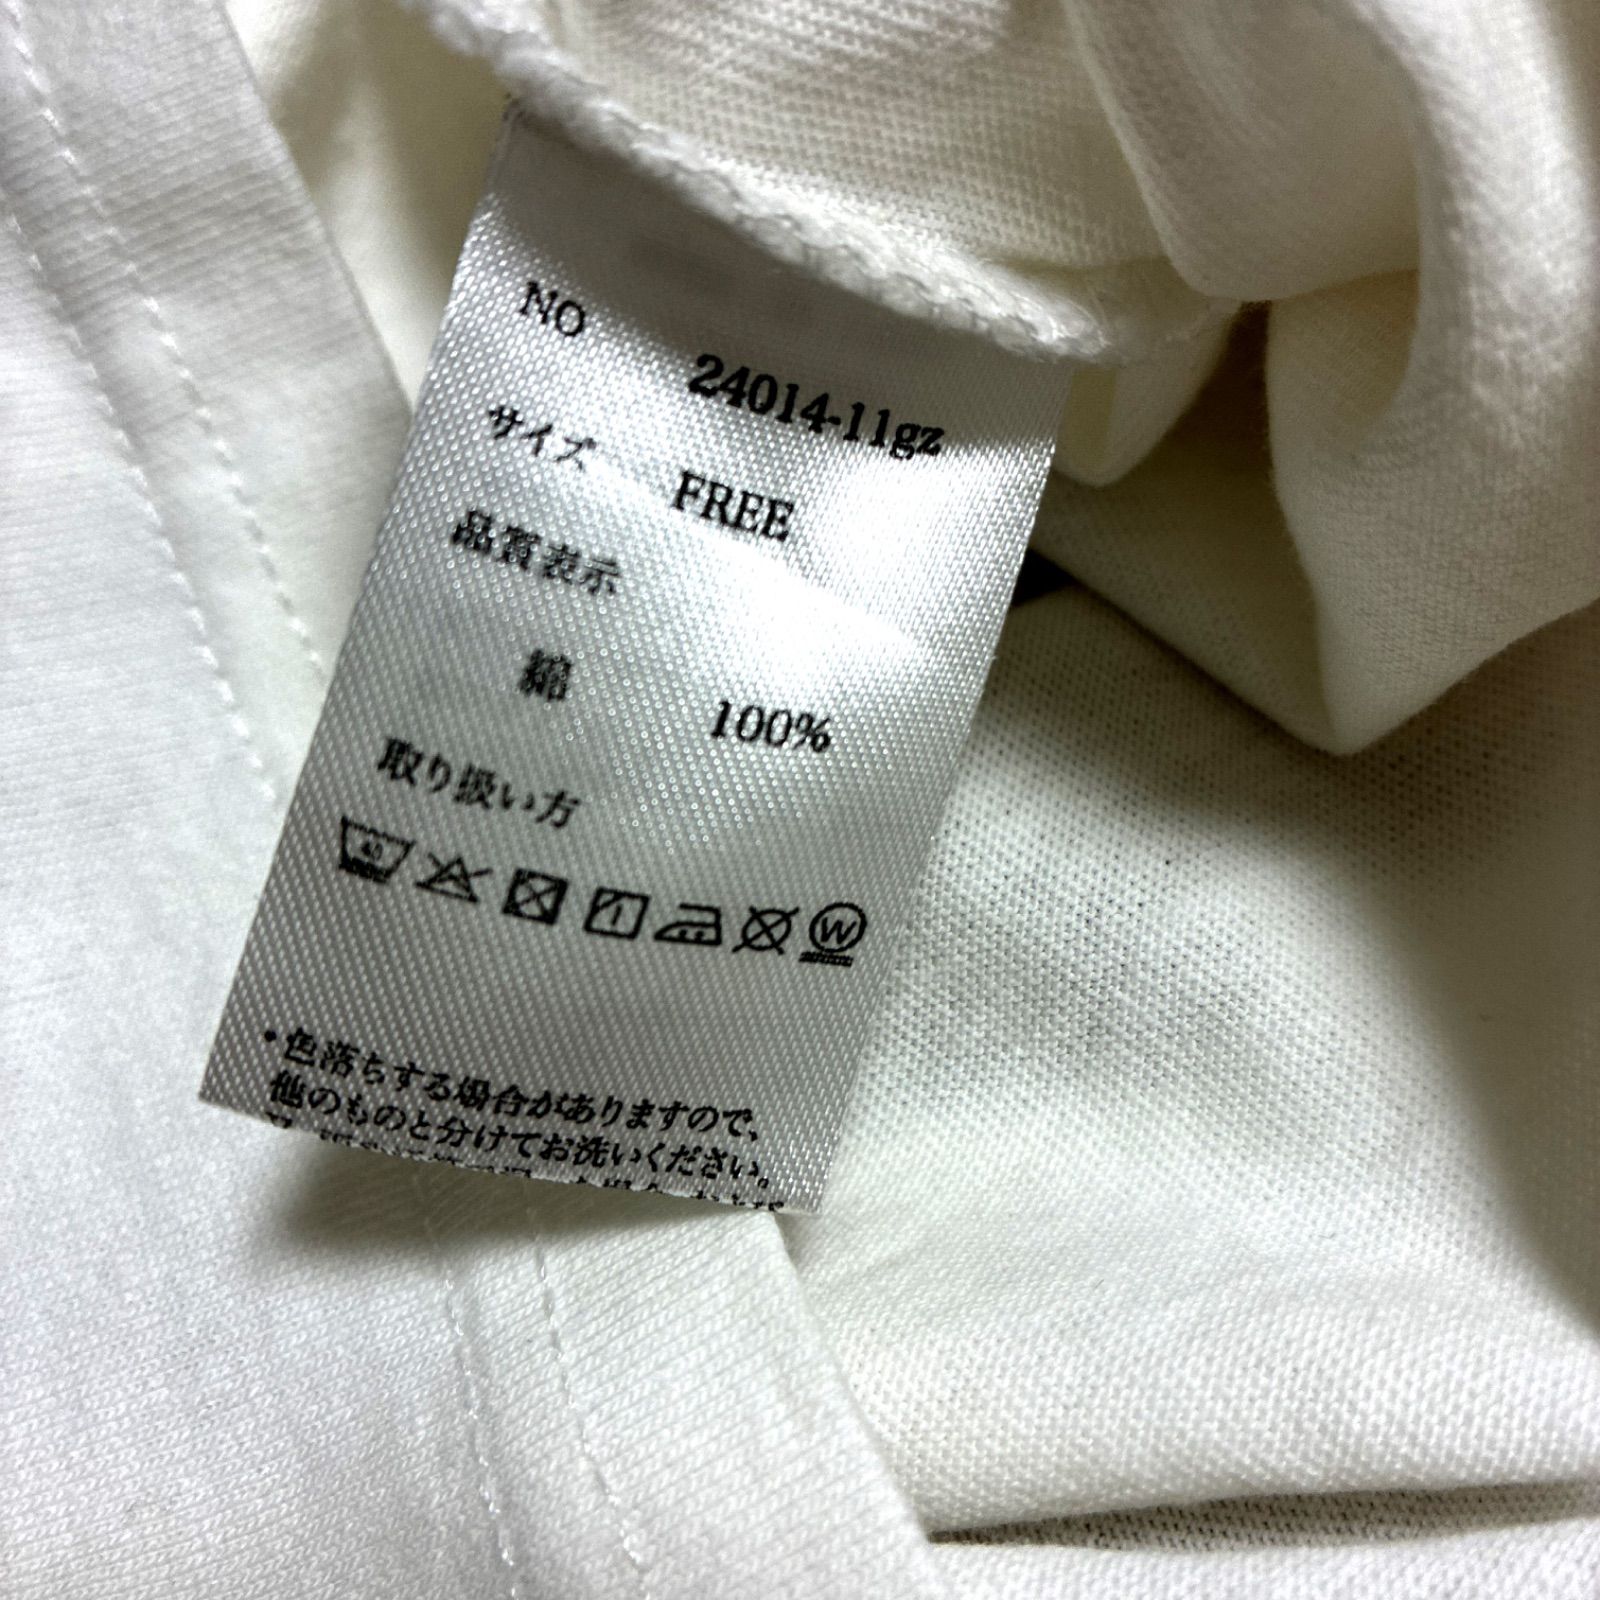 NO 24014-11gz
サイズ FREE
品質表示
綿 100%
取り扱い方
40
W
・色落ちする場合がありますので、
他のものと分けてお洗いください。